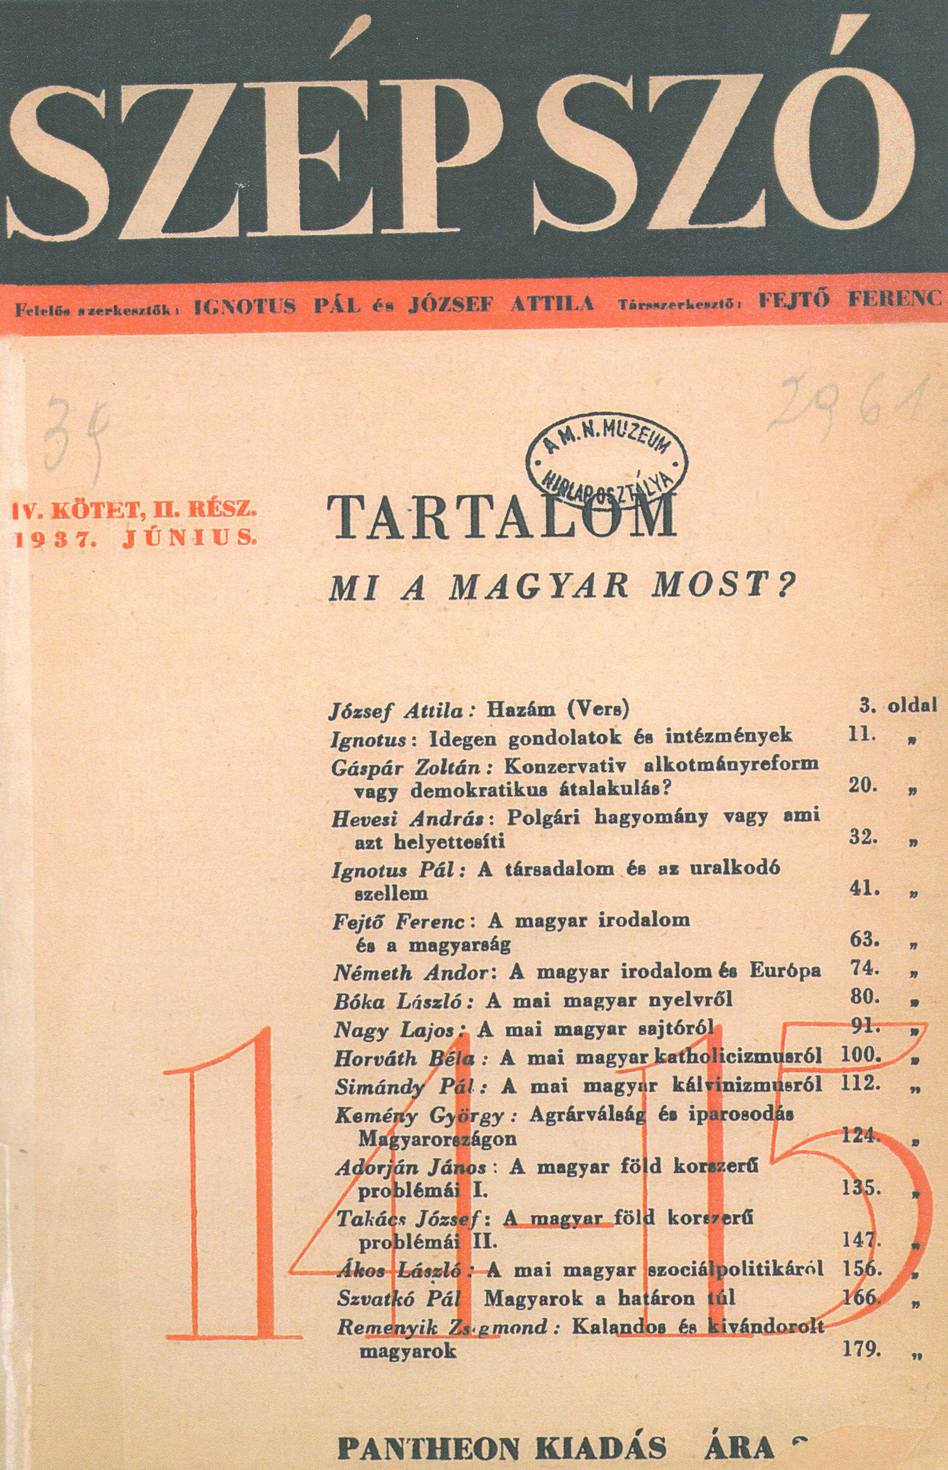 SZÉP SZÓ
Felelős szerkesztők: IGNOTUS PÁL és JÓZSEF ATTILA Társszerkesztő: FEJTŐ FERENC
39 2961
A M. N. MUZEUM
HIRLAPOSZTÁLYA
IV. KÖTET, II. RÉSZ.
1937. JÚNIUS.
TARTALOM
MI A MAGYAR MOST?
József Attila: Hazám (Vers) 3. oldal
Ignotus: Idegen gondolatok és intézmények 11. „
Gáspár Zoltán: Konzervativ alkotmányreform
vagy demokratikus átalakulás? 20. „
Hevesi András: Polgári hagyomány vagy ami
azt helyettesíti 32. „
Ignotus Pál: A társadalom és az uralkodó
szellem 41. „
Fejtő Ferenc: A magyar irodalom
és a magyarság 63. „
Németh Andor: A magyar irodalom és Európa 74. „
Bóka László: A mai magyar nyelvről 80. „
Nagy Lajos: A mai magyar sajtóról 91. „
Horváth Béla: A mai magyar katholicizmusról 100. „
Simándy Pál: A mai magyar kálvinizmusról 112. „
Kemény György: Agrárválság és iparosodás
Magyarországon 124. „
Adorján János: A magyar föld korszerű
problémái I. 135. „
Takács József: A magyar föld korszerű
problémái II. 147. „
Ákos László: A mai magyar szociálpolitikáról 156. „
Szvatkó Pál Magyarok a határon túl 166. „
Remenyik Zsigmond: Kalandos és kivándorolt
magyarok 179. „
14-15
PANTHEON KIADÁS ÁRA